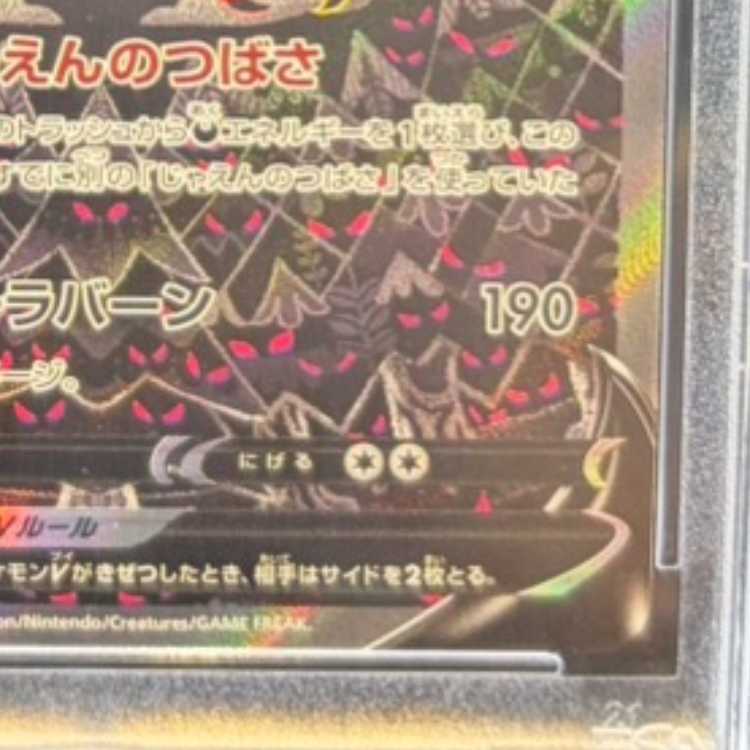 えんのつばさ
のトラッシュからエネルギーを1枚選び、この
すでに別の「じゃえんのつばさ」を使っていた
ラバーン 190
ージ。
にげる
Vルール
ケモンVがきぜつしたとき、相手はサイドを2枚とる。
on/Nintendo/Creatures/GAME FREAK.